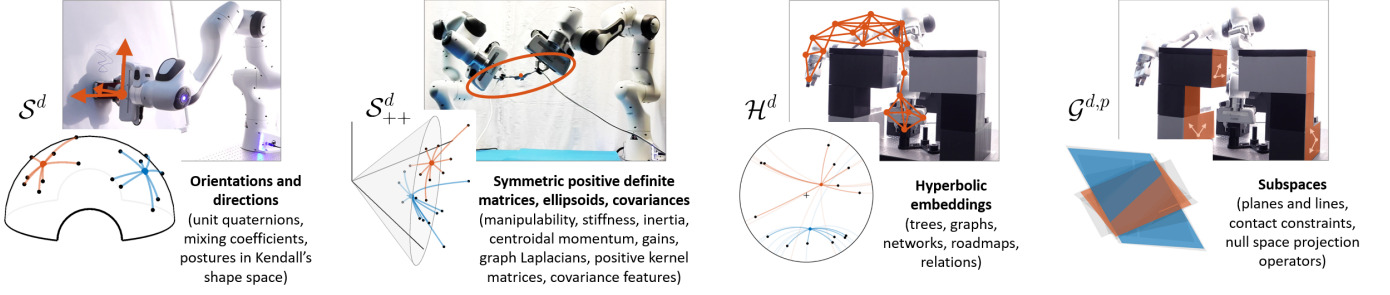 𝒮^d
Orientations and
directions
(unit quaternions,
mixing coefficients,
postures in Kendall's
shape space)
𝒮^d_{++}
Symmetric positive definite
matrices, ellipsoids, covariances
(manipulability, stiffness, inertia,
centroidal momentum, gains,
graph Laplacians, positive kernel
matrices, covariance features)
ℋ^d
Hyperbolic
embeddings
(trees, graphs,
networks, roadmaps,
relations)
𝒢^{d,p}
Subspaces
(planes and lines,
contact constraints,
null space projection
operators)